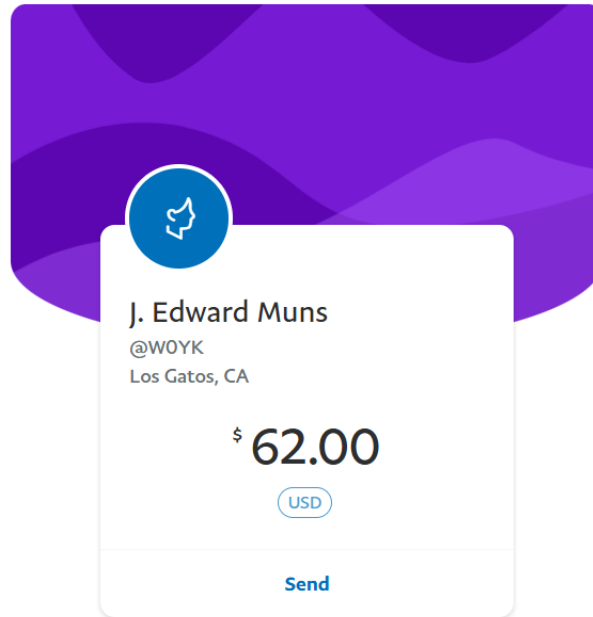 J. Edward Muns
@W0YK
Los Gatos, CA
$ 62.00
USD
Send